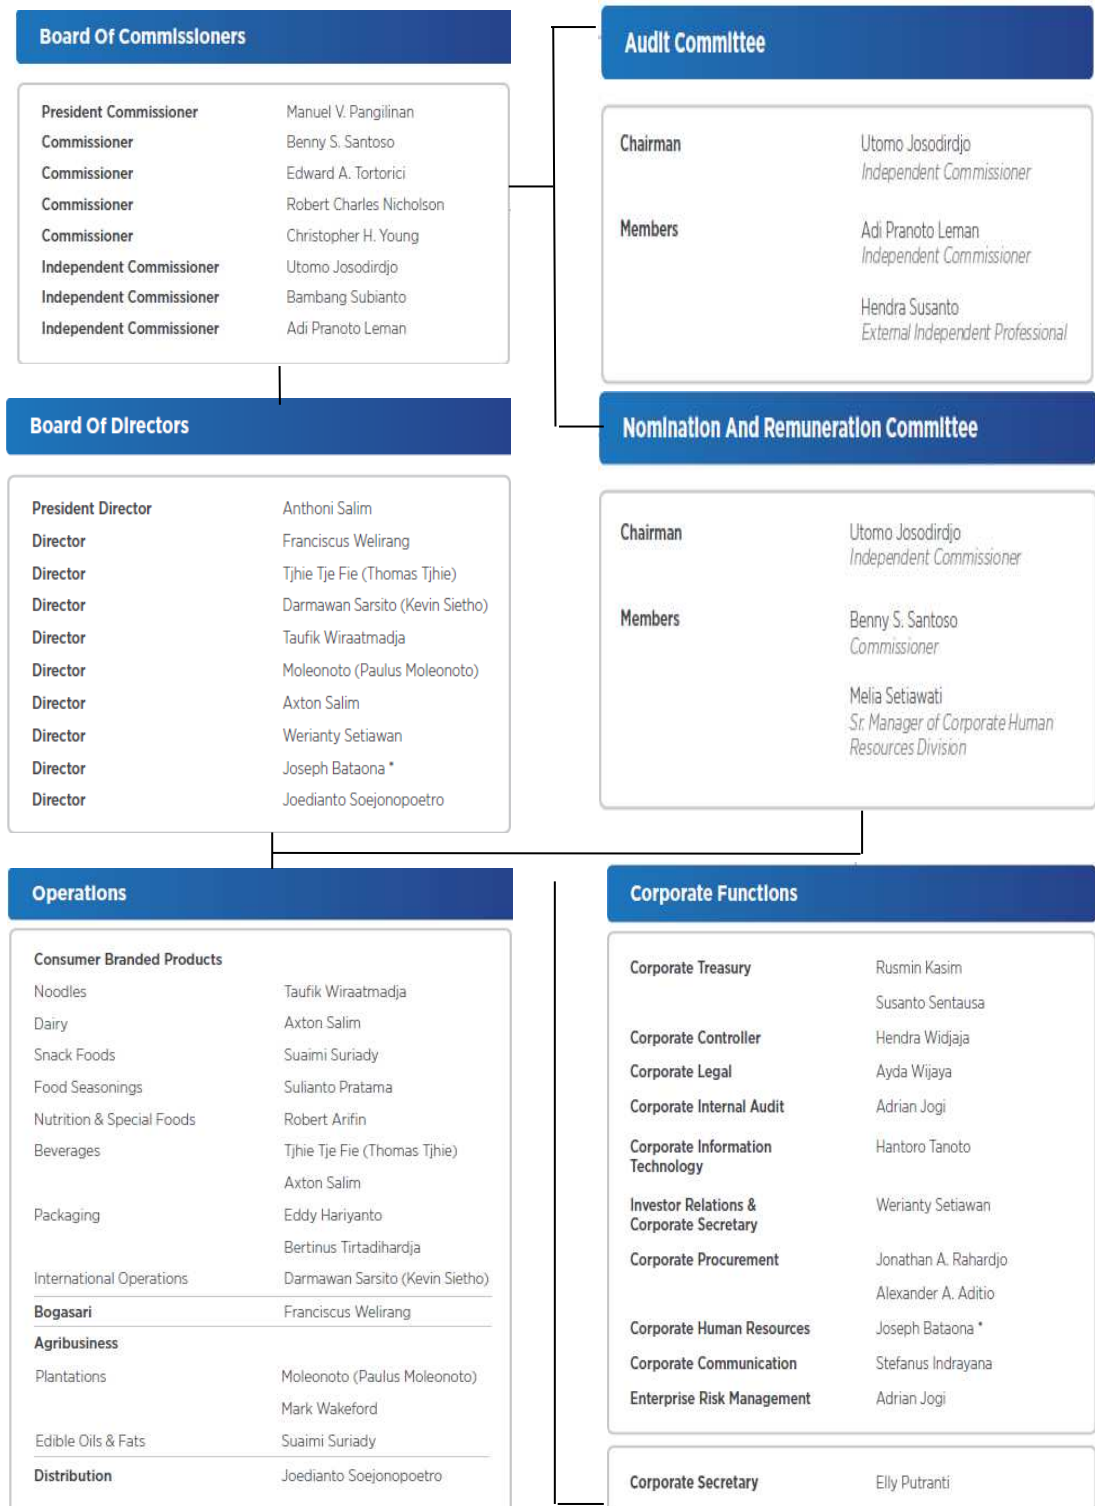 Board Of Commissioners
President Commissioner Manuel V. Pangilinan
Commissioner Benny S. Santoso
Commissioner Edward A. Tortorici
Commissioner Robert Charles Nicholson
Commissioner Christopher H. Young
Independent Commissioner Utomo Josodirdjo
Independent Commissioner Bambang Subianto
Independent Commissioner Adi Pranoto Leman
Audit Committee
Chairman Utomo Josodirdjo
Independent Commissioner
Members Adi Pranoto Leman
Independent Commissioner
Hendra Susanto
External Independent Professional
Board Of Directors
President Director Anthoni Salim
Director Franciscus Welirang
Director Tjhie Tje Fie (Thomas Tjhie)
Director Darmawan Sarsito (Kevin Sietho)
Director Taufik Wiraatmadja
Director Moleonoto (Paulus Moleonoto)
Director Axton Salim
Director Werianty Setiawan
Director Joseph Bataona *
Director Joedianto Soejonopoetro
Nomination And Remuneration Committee
Chairman Utomo Josodirdjo
Independent Commissioner
Members Benny S. Santoso
Commissioner
Melia Setiawati
Sr. Manager of Corporate Human
Resources Division
Operations
Consumer Branded Products
Noodles Taufik Wiraatmadja
Dairy Axton Salim
Snack Foods Suaimi Suriady
Food Seasonings Sulianto Pratama
Nutrition & Special Foods Robert Arifin
Beverages Tjhie Tje Fie (Thomas Tjhie)
Axton Salim
Packaging Eddy Hariyanto
Bertinus Tirtadihardja
International Operations Darmawan Sarsito (Kevin Sietho)
Bogasari Franciscus Welirang
Agribusiness
Plantations Moleonoto (Paulus Moleonoto)
Mark Wakeford
Edible Oils & Fats Suaimi Suriady
Distribution Joedianto Soejonopoetro
Corporate Functions
Corporate Treasury Rusmin Kasim
Susanto Sentausa
Corporate Controller Hendra Widjaja
Corporate Legal Ayda Wijaya
Corporate Internal Audit Adrian Jogi
Corporate Information Hantoro Tanoto
Technology
Investor Relations & Werianty Setiawan
Corporate Secretary
Corporate Procurement Jonathan A. Rahardjo
Alexander A. Aditio
Corporate Human Resources Joseph Bataona *
Corporate Communication Stefanus Indrayana
Enterprise Risk Management Adrian Jogi
Corporate Secretary Elly Putranti